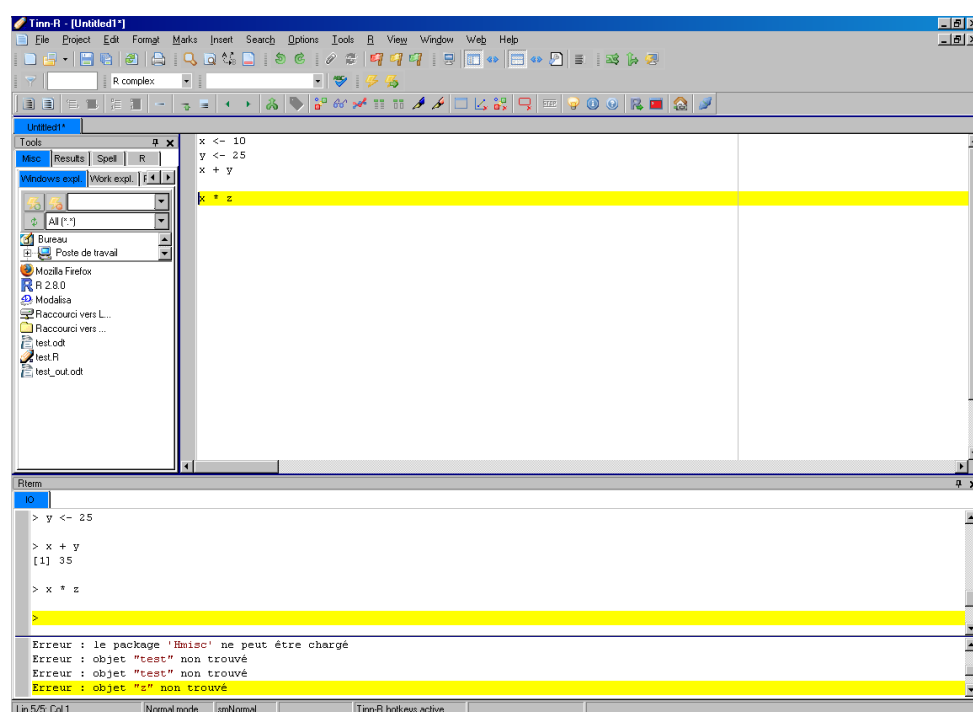 Tinn-R - [Untitled1*]
File Project Edit Format Marks Insert Search Options Tools R View Window Web Help
R complex
Untitled1*
Tools
Misc Results Spell R
Windows expl. Work expl.
All (*.*)
Bureau
Poste de travail
Mozilla Firefox
R 2.8.0
Modalisa
Raccourci vers L...
Raccourci vers ...
test.odt
test.R
test_out.odt
x <- 10
y <- 25
x + y
x * z
Rterm
IO
> y <- 25
> x + y
[1] 35
> x * z
>
Erreur : le package 'Hmisc' ne peut être chargé
Erreur : objet "test" non trouvé
Erreur : objet "test" non trouvé
Erreur : objet "z" non trouvé
Lin 5/5: Col 1 Normal mode smNormal Tinn-R hotkeys active